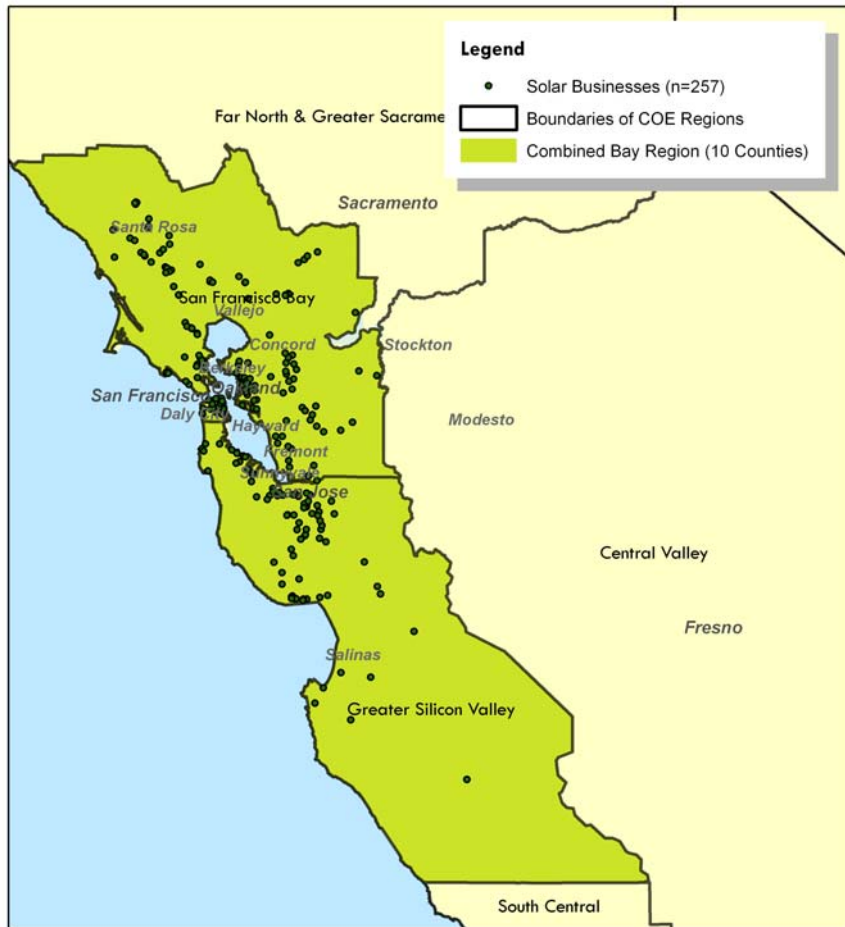 Legend
Solar Businesses (n=257)
Boundaries of COE Regions
Combined Bay Region (10 Counties)
Far North & Greater Sacrame
Sacramento
Santa Rosa
San Francisco Bay
Vallejo
Concord
Stockton
Berkeley
Oakland
San Francisco
Daly City
Modesto
Hayward
Fremont
Sunnyvale
San Jose
Central Valley
Fresno
Salinas
Greater Silicon Valley
South Central